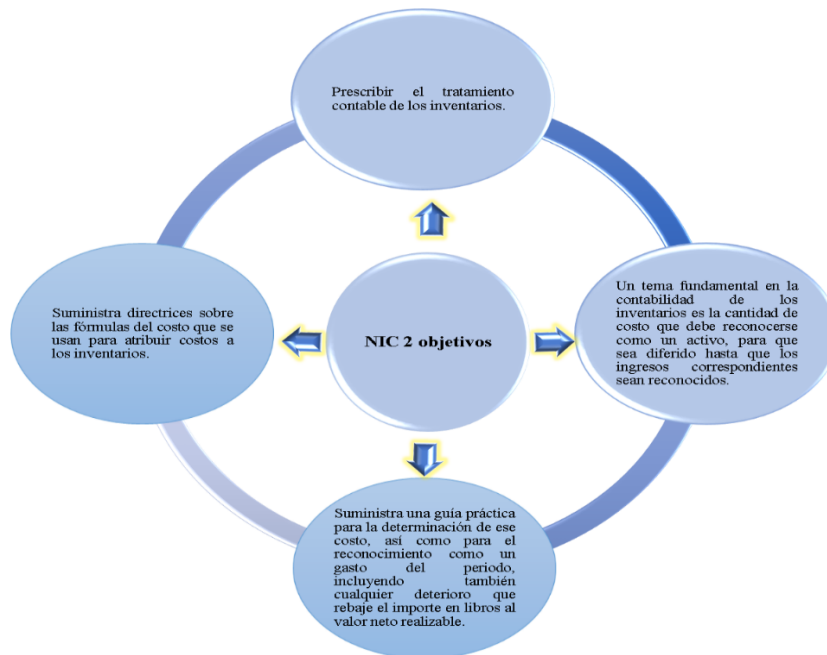 Prescribir el tratamiento
contable de los inventarios.
Suministra directrices sobre
las fórmulas del costo que se
usan para atribuir costos a
los inventarios.
NIC 2 objetivos
Un tema fundamental en la
contabilidad de los
inventarios es la cantidad de
costo que debe reconocerse
como un activo, para que
sea diferido hasta que los
ingresos correspondientes
sean reconocidos.
Suministra una guía práctica
para la determinación de ese
costo, así como para el
reconocimiento como un
gasto del periodo,
incluyendo también
cualquier deterioro que
rebaje el importe en libros al
valor neto realizable.